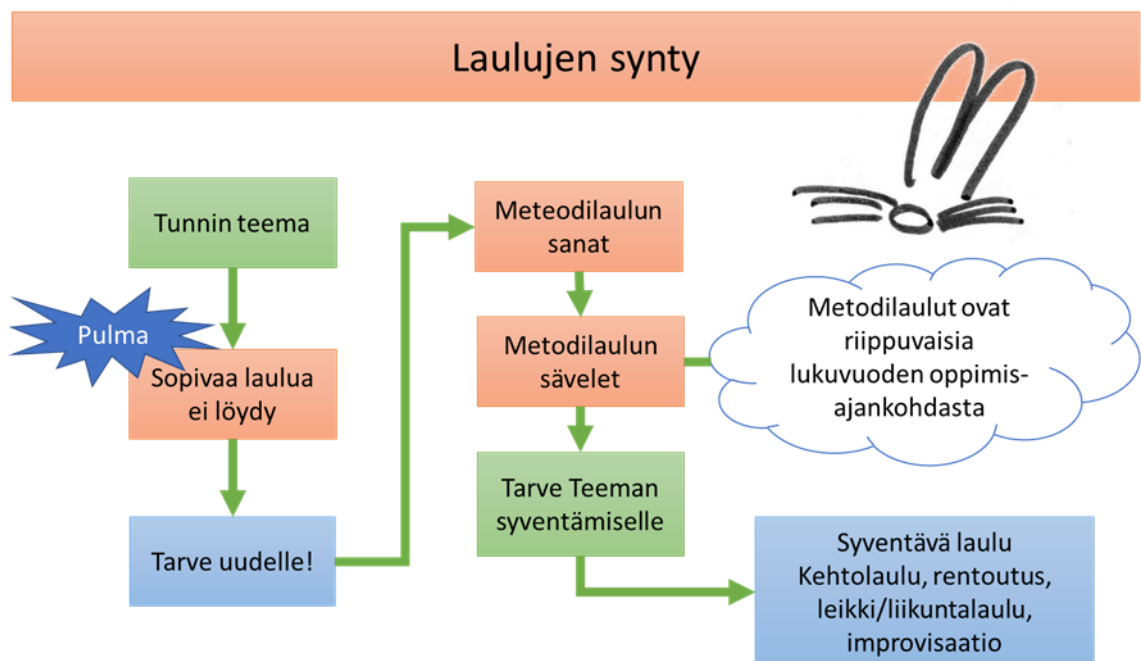 Laulujen synty
Tunnin teema
Pulma
Sopivaa laulua
ei löydy
Tarve uudelle!
Meteodilaulun
sanat
Metodilaulun
sävelet
Metodilaulut ovat
riippuvaisia
lukuvuoden oppimis-
ajankohdasta
Tarve Teeman
syventämiselle
Syventävä laulu
Kehtolaulu, rentoutus,
leikki/liikuntalaulu,
improvisaatio